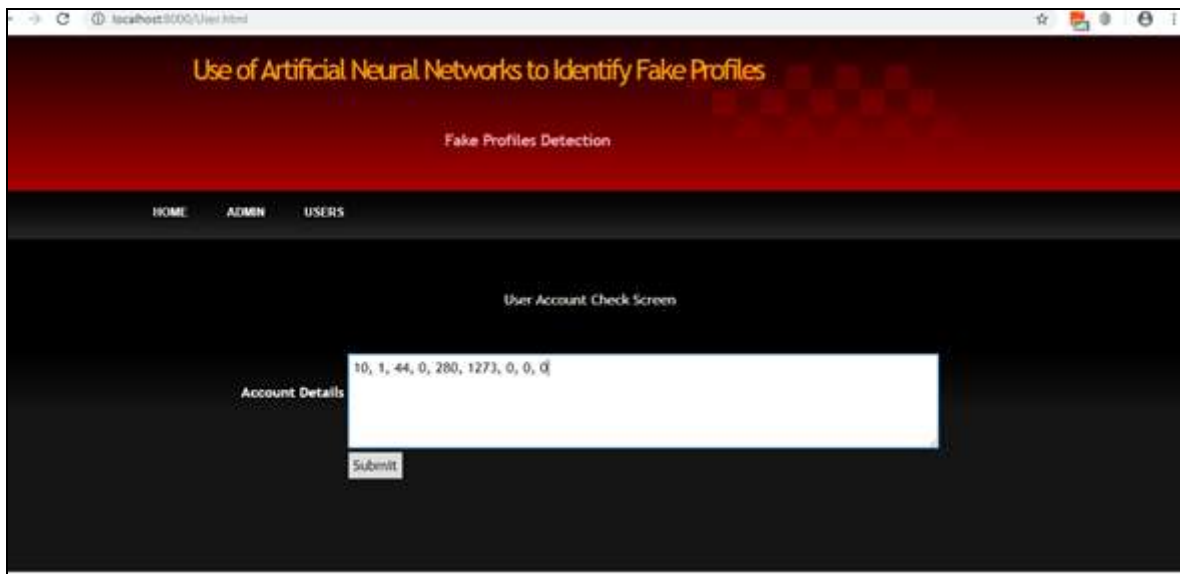 localhost:8000/User.html
Use of Artificial Neural Networks to Identify Fake Profiles
Fake Profiles Detection
HOME ADMIN USERS
User Account Check Screen
Account Details
10, 1, 44, 0, 280, 1273, 0, 0, 0
Submit